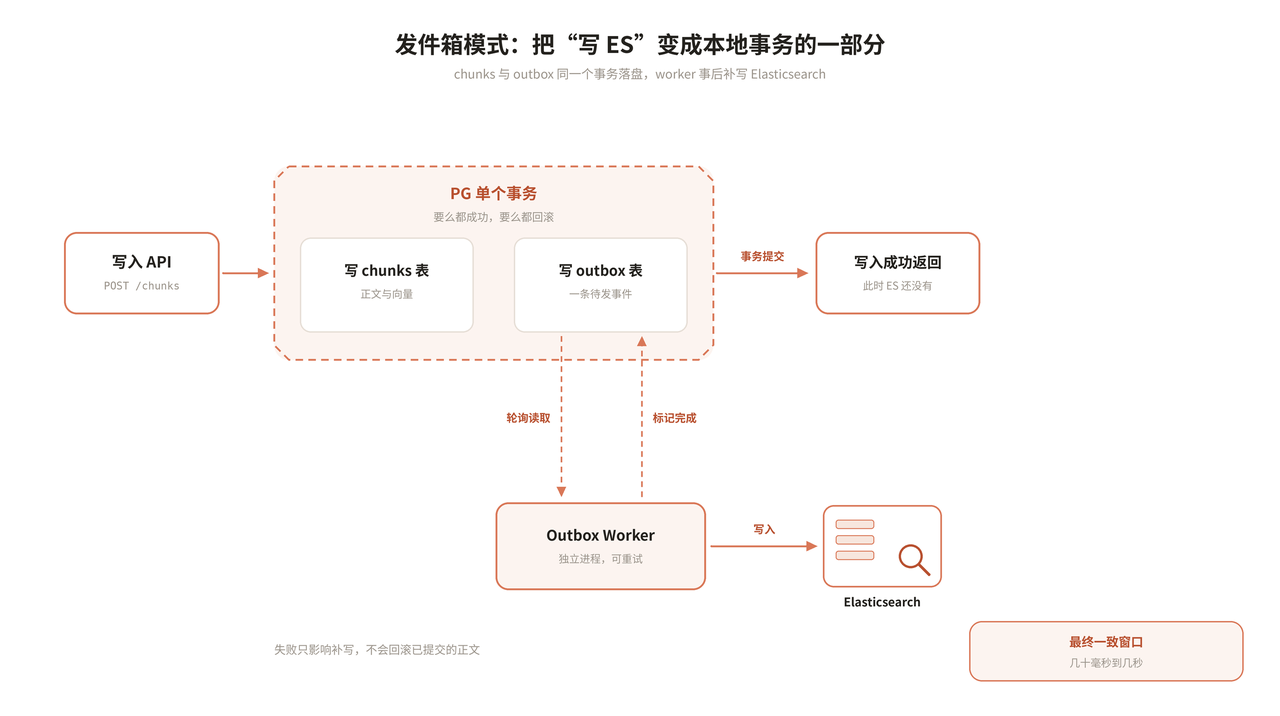 发件箱模式：把“写 ES”变成本地事务的一部分
chunks 与 outbox 同一个事务落盘，worker 事后补写 Elasticsearch
PG 单个事务
要么都成功，要么都回滚
写入 API
POST /chunks
写 chunks 表
正文与向量
写 outbox 表
一条待发事件
事务提交
写入成功返回
此时 ES 还没有
轮询读取
标记完成
Outbox Worker
独立进程，可重试
写入
Elasticsearch
最终一致窗口
几十毫秒到几秒
失败只影响补写，不会回滚已提交的正文